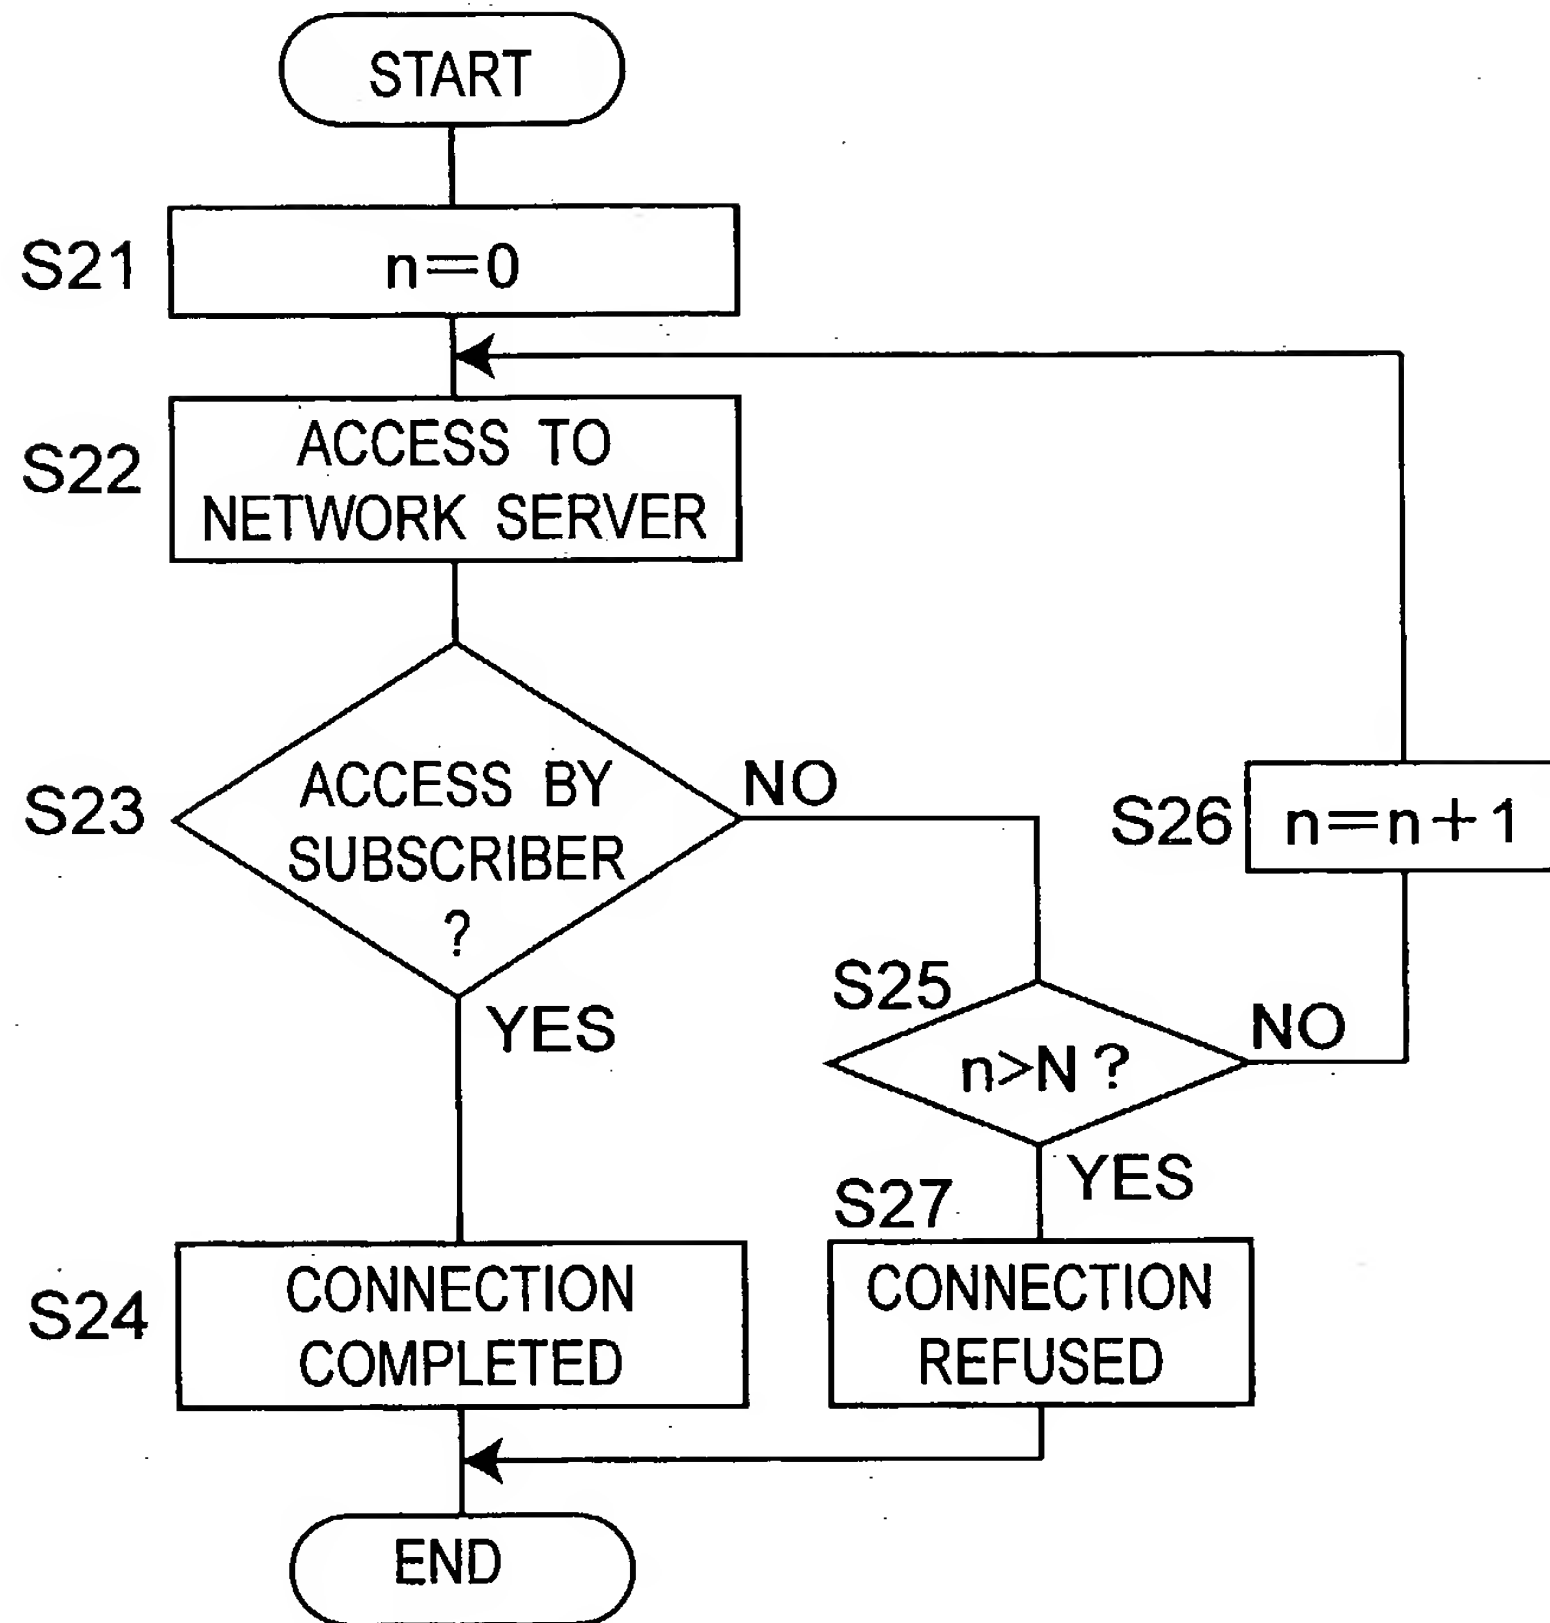 START
S21
n=0
S22
ACCESS TO
NETWORK SERVER
S23
ACCESS BY
SUBSCRIBER
?
NO
YES
S26
n=n+1
S25
n>N?
NO
YES
S24
CONNECTION
COMPLETED
S27
CONNECTION
REFUSED
END